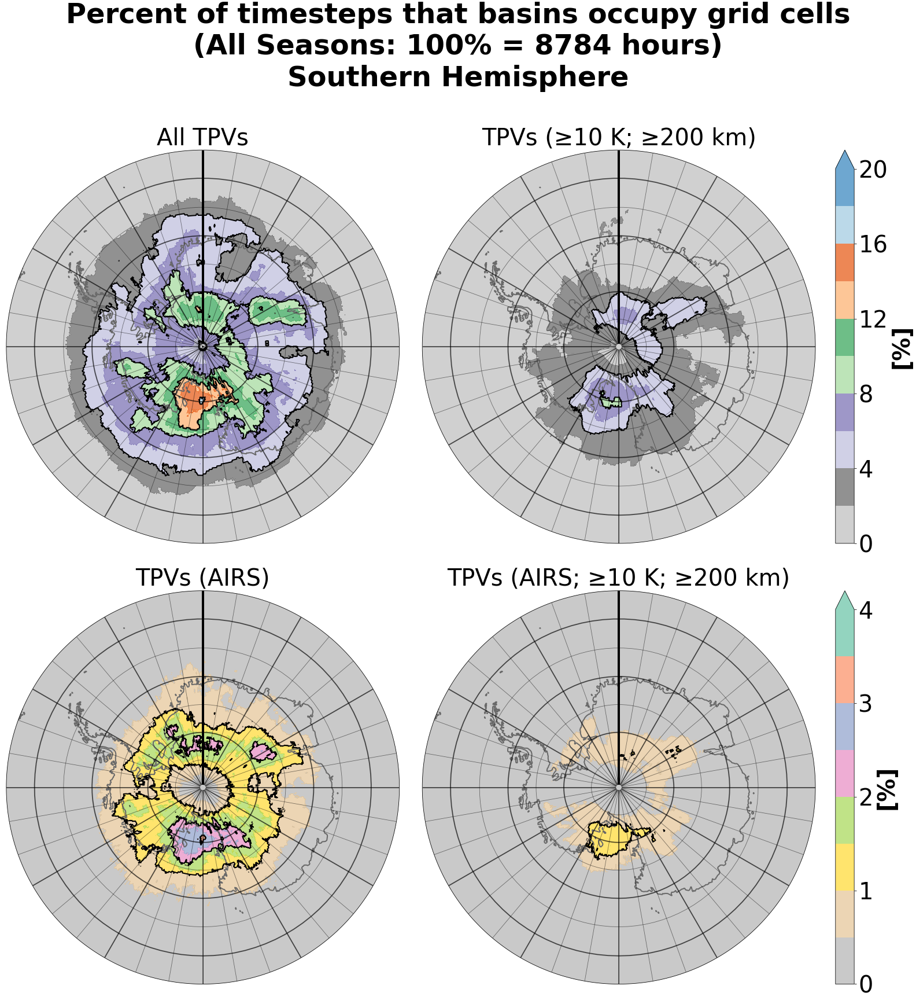 Percent of timesteps that basins occupy grid cells
(All Seasons: 100% = 8784 hours)
Southern Hemisphere
All TPVs
TPVs (≥10 K; ≥200 km)
20
16
12
8
4
0
[%]
TPVs (AIRS)
TPVs (AIRS; ≥10 K; ≥200 km)
4
3
2
1
0
[%]